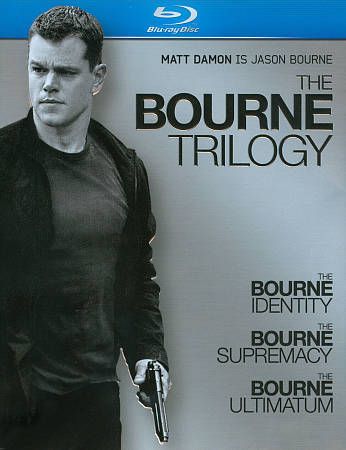 Blu-ray Disc
MATT DAMON IS JASON BOURNE
THE
BOURNE
TRILOGY
THE
BOURNE
IDENTITY
THE
BOURNE
SUPREMACY
THE
BOURNE
ULTIMATUM